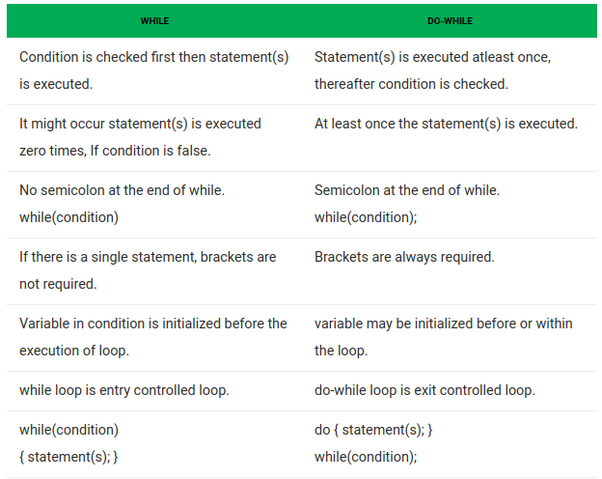 WHILE DO-WHILE
Condition is checked first then statement(s) Statement(s) is executed atleast once,
is executed. thereafter condition is checked.
It might occur statement(s) is executed At least once the statement(s) is executed.
zero times, If condition is false.
No semicolon at the end of while. Semicolon at the end of while.
while(condition) while(condition);
If there is a single statement, brackets are Brackets are always required.
not required.
Variable in condition is initialized before the variable may be initialized before or within
execution of loop. the loop.
while loop is entry controlled loop. do-while loop is exit controlled loop.
while(condition) do { statement(s); }
{ statement(s); } while(condition);